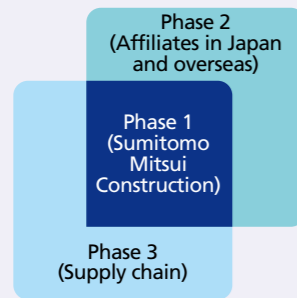 Phase 2
(Affiliates in Japan
and overseas)
Phase 1
(Sumitomo
Mitsui
Construction)
Phase 3
(Supply chain)